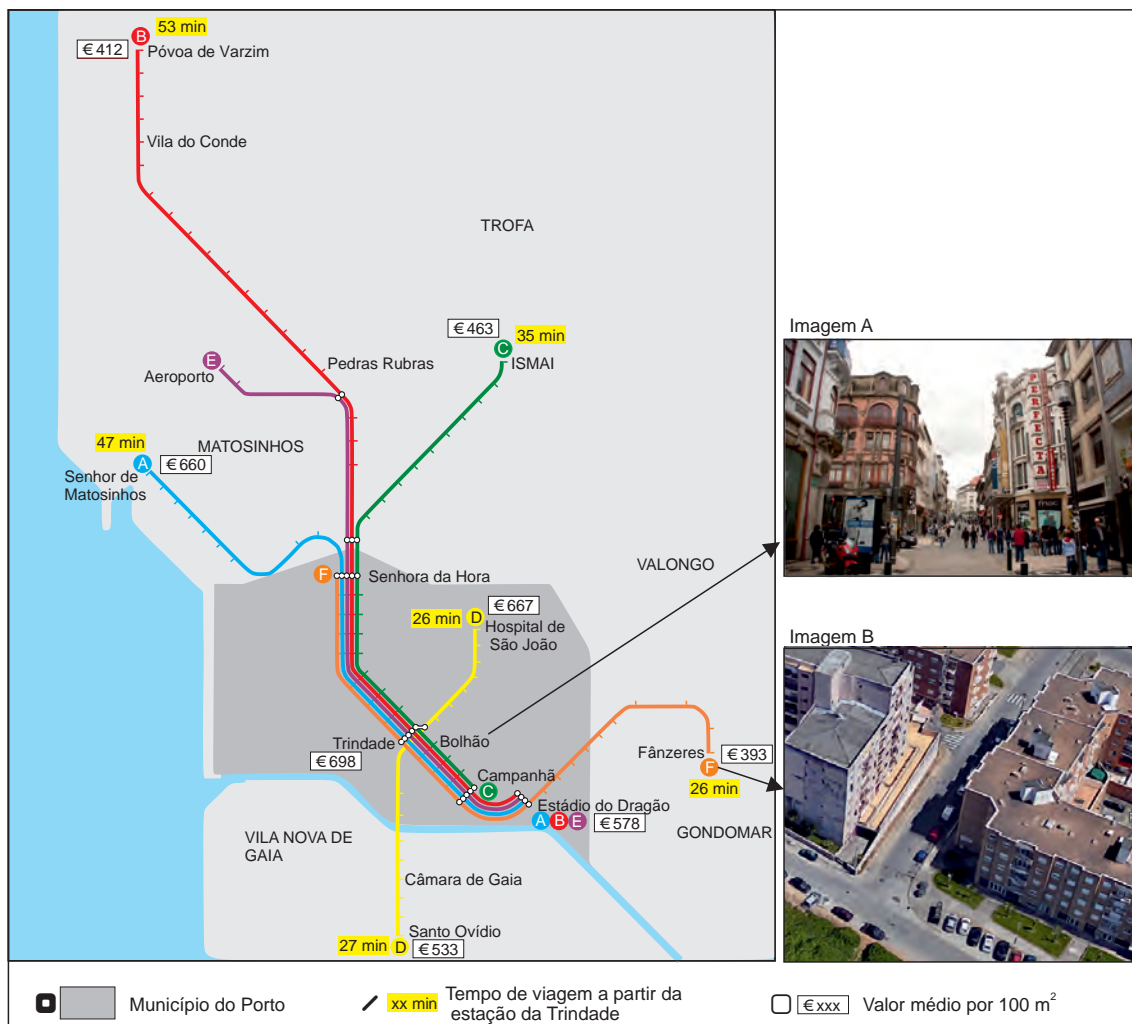 B
53 min
€ 412
Póvoa de Varzim
Vila do Conde
TROFA
€ 463
35 min
C
ISMAI
E
Aeroporto
Pedras Rubras
MATOSINHOS
47 min
A
€ 660
Senhor de
Matosinhos
F
Senhora da Hora
VALONGO
€ 667
26 min
D
Hospital de
São João
Trindade
€ 698
Bolhão
Campanhã
C
Estádio do Dragão
A B E
€ 578
Fânzeres
€ 393
F
26 min
GONDOMAR
VILA NOVA DE
GAIA
Câmara de Gaia
Santo Ovídio
27 min
D
€ 533
Imagem A
PERFECTA
fnac
Imagem B
Município do Porto
xx min
Tempo de viagem a partir da
estação da Trindade
€ xxx
Valor médio por 100 m²